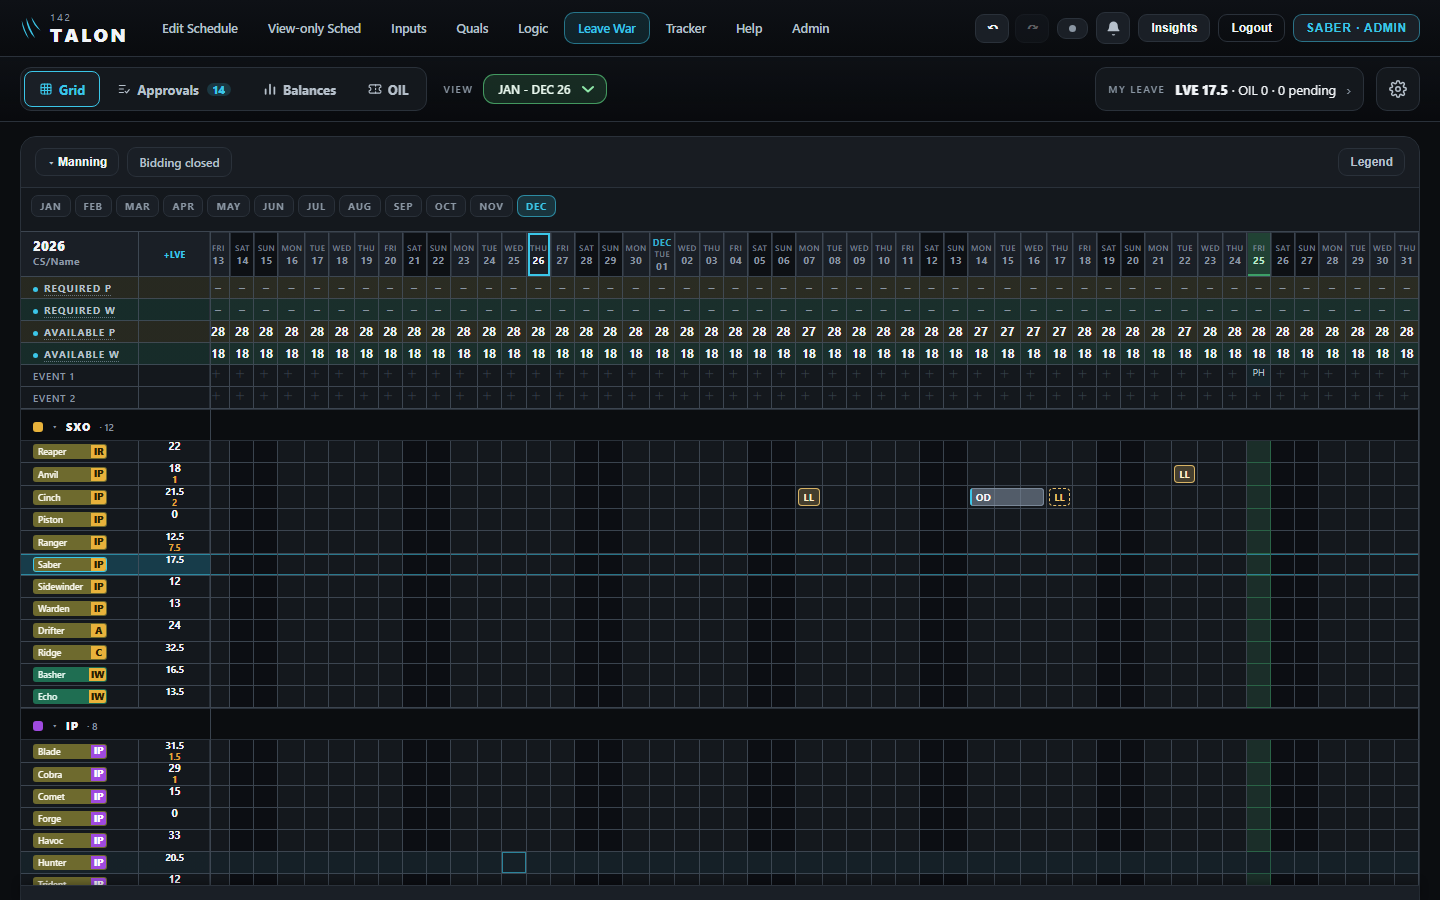 142
TALON
Edit Schedule
View-only Sched
Inputs
Quals
Logic
Leave War
Tracker
Help
Admin
Insights
Logout
SABER · ADMIN
Grid
Approvals 14
Balances
OIL
VIEW
JAN - DEC 26
MY LEAVE LVE 17.5 · OIL 0 · 0 pending ›
Manning
Bidding closed
Legend
JAN FEB MAR APR MAY JUN JUL AUG SEP OCT NOV DEC
2026
CS/Name
+LVE
DEC
FRI SAT SUN MON TUE WED THU FRI SAT SUN MON TUE WED THU FRI SAT SUN MON TUE WED THU FRI SAT SUN MON TUE WED THU FRI SAT SUN MON TUE WED THU FRI SAT SUN MON TUE WED THU FRI SAT SUN MON TUE WED THU
13 14 15 16 17 18 19 20 21 22 23 24 25 26 27 28 29 30 01 02 03 04 05 06 07 08 09 10 11 12 13 14 15 16 17 18 19 20 21 22 23 24 25 26 27 28 29 30 31
REQUIRED P – – – – – – – – – – – – – – – – – – – – – – – – – – – – – – – – – – – – – – – – – – – – – – – – –
REQUIRED W – – – – – – – – – – – – – – – – – – – – – – – – – – – – – – – – – – – – – – – – – – – – – – – – –
AVAILABLE P 28 28 28 28 28 28 28 28 28 28 28 28 28 28 28 28 28 28 28 28 28 28 28 28 27 28 28 28 28 28 28 27 27 27 27 28 28 28 28 27 28 28 28 28 28 28 28 28 28
AVAILABLE W 18 18 18 18 18 18 18 18 18 18 18 18 18 18 18 18 18 18 18 18 18 18 18 18 18 18 18 18 18 18 18 18 18 18 18 18 18 18 18 18 18 18 18 18 18 18 18 18 18
EVENT 1 + + + + + + + + + + + + + + + + + + + + + + + + + + + + + + + + + + + + + + + + + + PH + + + + + +
EVENT 2 + + + + + + + + + + + + + + + + + + + + + + + + + + + + + + + + + + + + + + + + + + + + + + + + +
SXO · 12
Reaper IR 22
Anvil IP 18
1
LL
Cinch IP 21.5
2
LL OD LL
Piston IP 0
Ranger IP 12.5
7.5
Saber IP 17.5
Sidewinder IP 12
Warden IP 13
Drifter A 24
Ridge C 32.5
Basher IW 16.5
Echo IW 13.5
IP · 8
Blade IP 31.5
1.5
Cobra IP 29
1
Comet IP 15
Forge IP 0
Havoc IP 33
Hunter IP 20.5
Trident IP 12